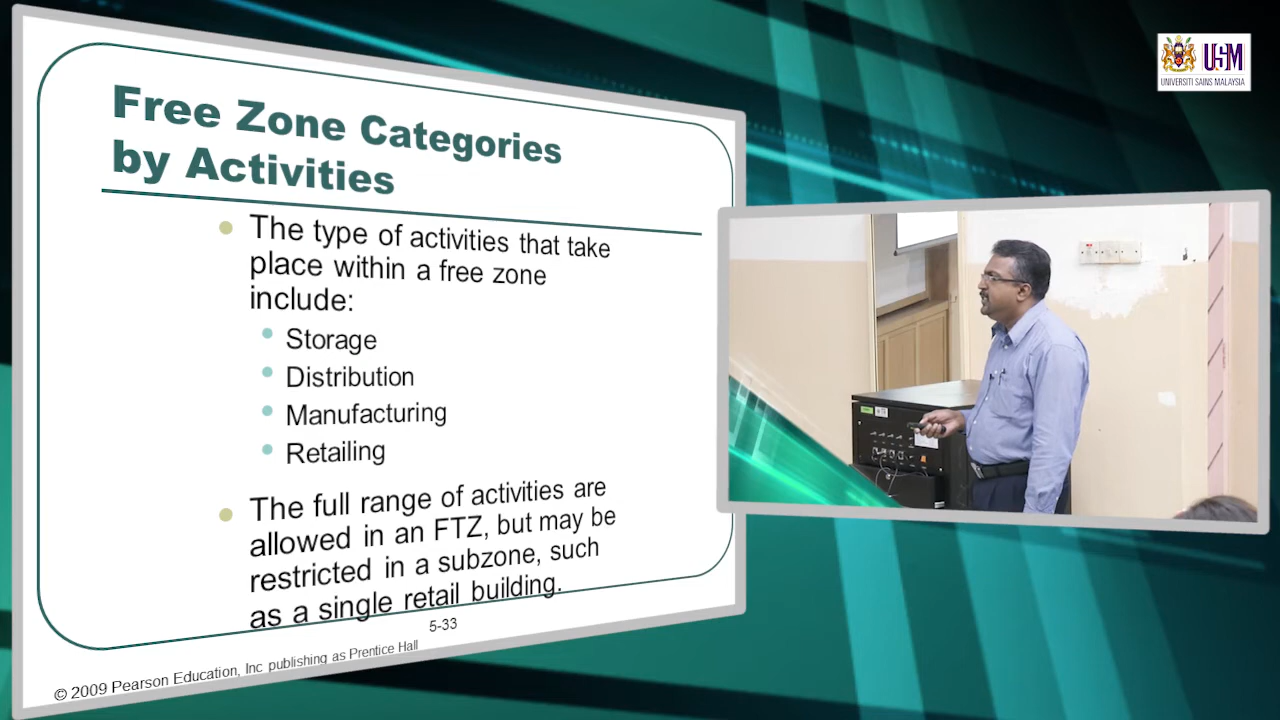 Free Zone Categories
by Activities
The type of activities that take
place within a free zone
include:
Storage
Distribution
Manufacturing
Retailing
The full range of activities are
allowed in an FTZ, but may be
restricted in a subzone, such
as a single retail building.
5-33
© 2009 Pearson Education, Inc publishing as Prentice Hall
USM
UNIVERSITI SAINS MALAYSIA